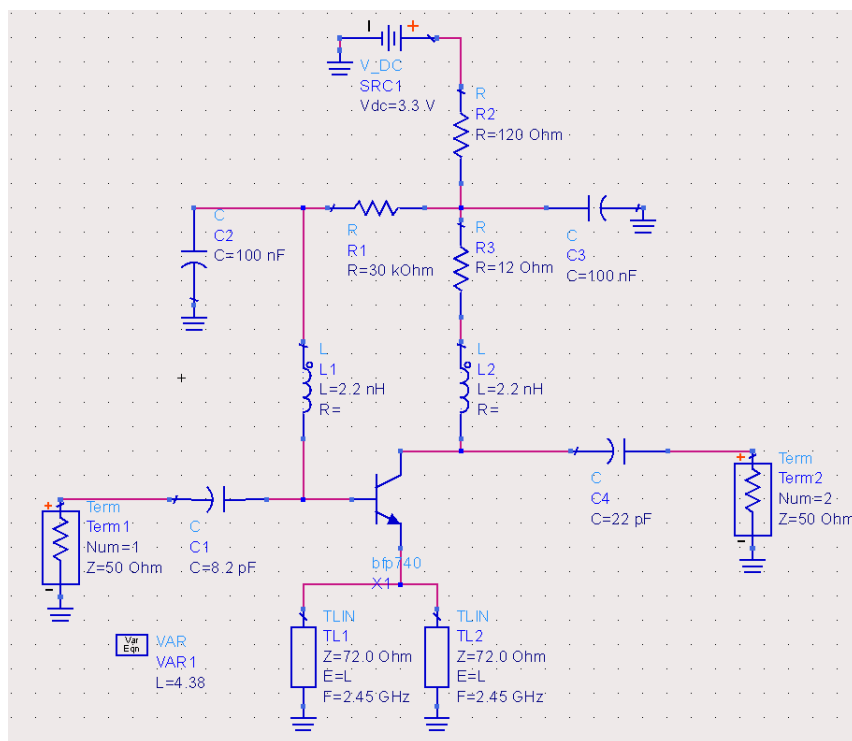 V_DC
SRC1
Vdc=3.3 V
R
R2
R=120 Ohm
C
C2
C=100 nF
R
R1
R=30 kOhm
R
R3
R=12 Ohm
C
C3
C=100 nF
L
L1
L=2.2 nH
R=
L
L2
L=2.2 nH
R=
Term
Term1
Num=1
Z=50 Ohm
C
C1
C=8.2 pF
bfp740
X1
C
C4
C=22 pF
Term
Term2
Num=2
Z=50 Ohm
TLIN
TL1
Z=72.0 Ohm
E=L
F=2.45 GHz
TLIN
TL2
Z=72.0 Ohm
E=L
F=2.45 GHz
Var
Eqn
VAR
VAR1
L=4.38